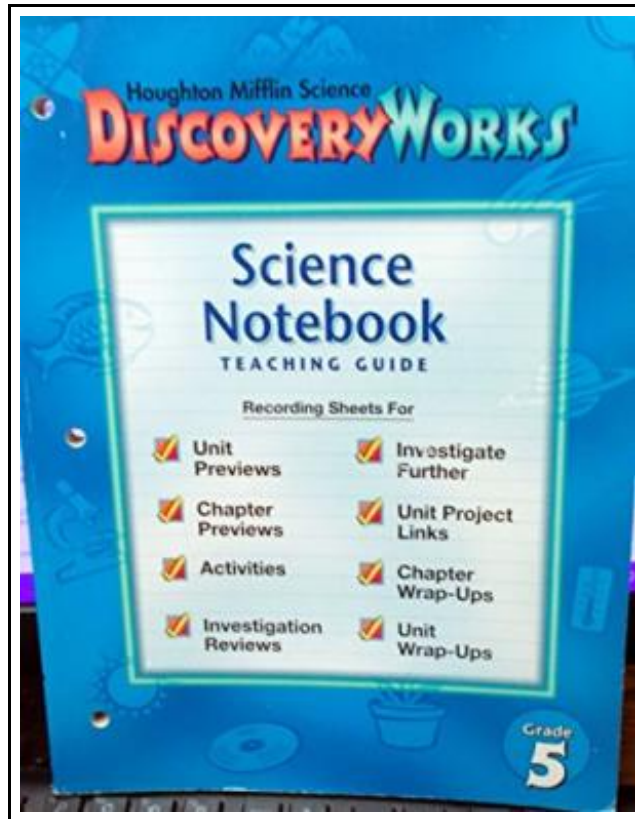 Houghton Mifflin Science
DISCOVERYWORKS
Science
Notebook
TEACHING GUIDE
Recording Sheets For
Unit
Previews
Chapter
Previews
Activities
Investigation
Reviews
Investigate
Further
Unit Project
Links
Chapter
Wrap-Ups
Unit
Wrap-Ups
Grade
5